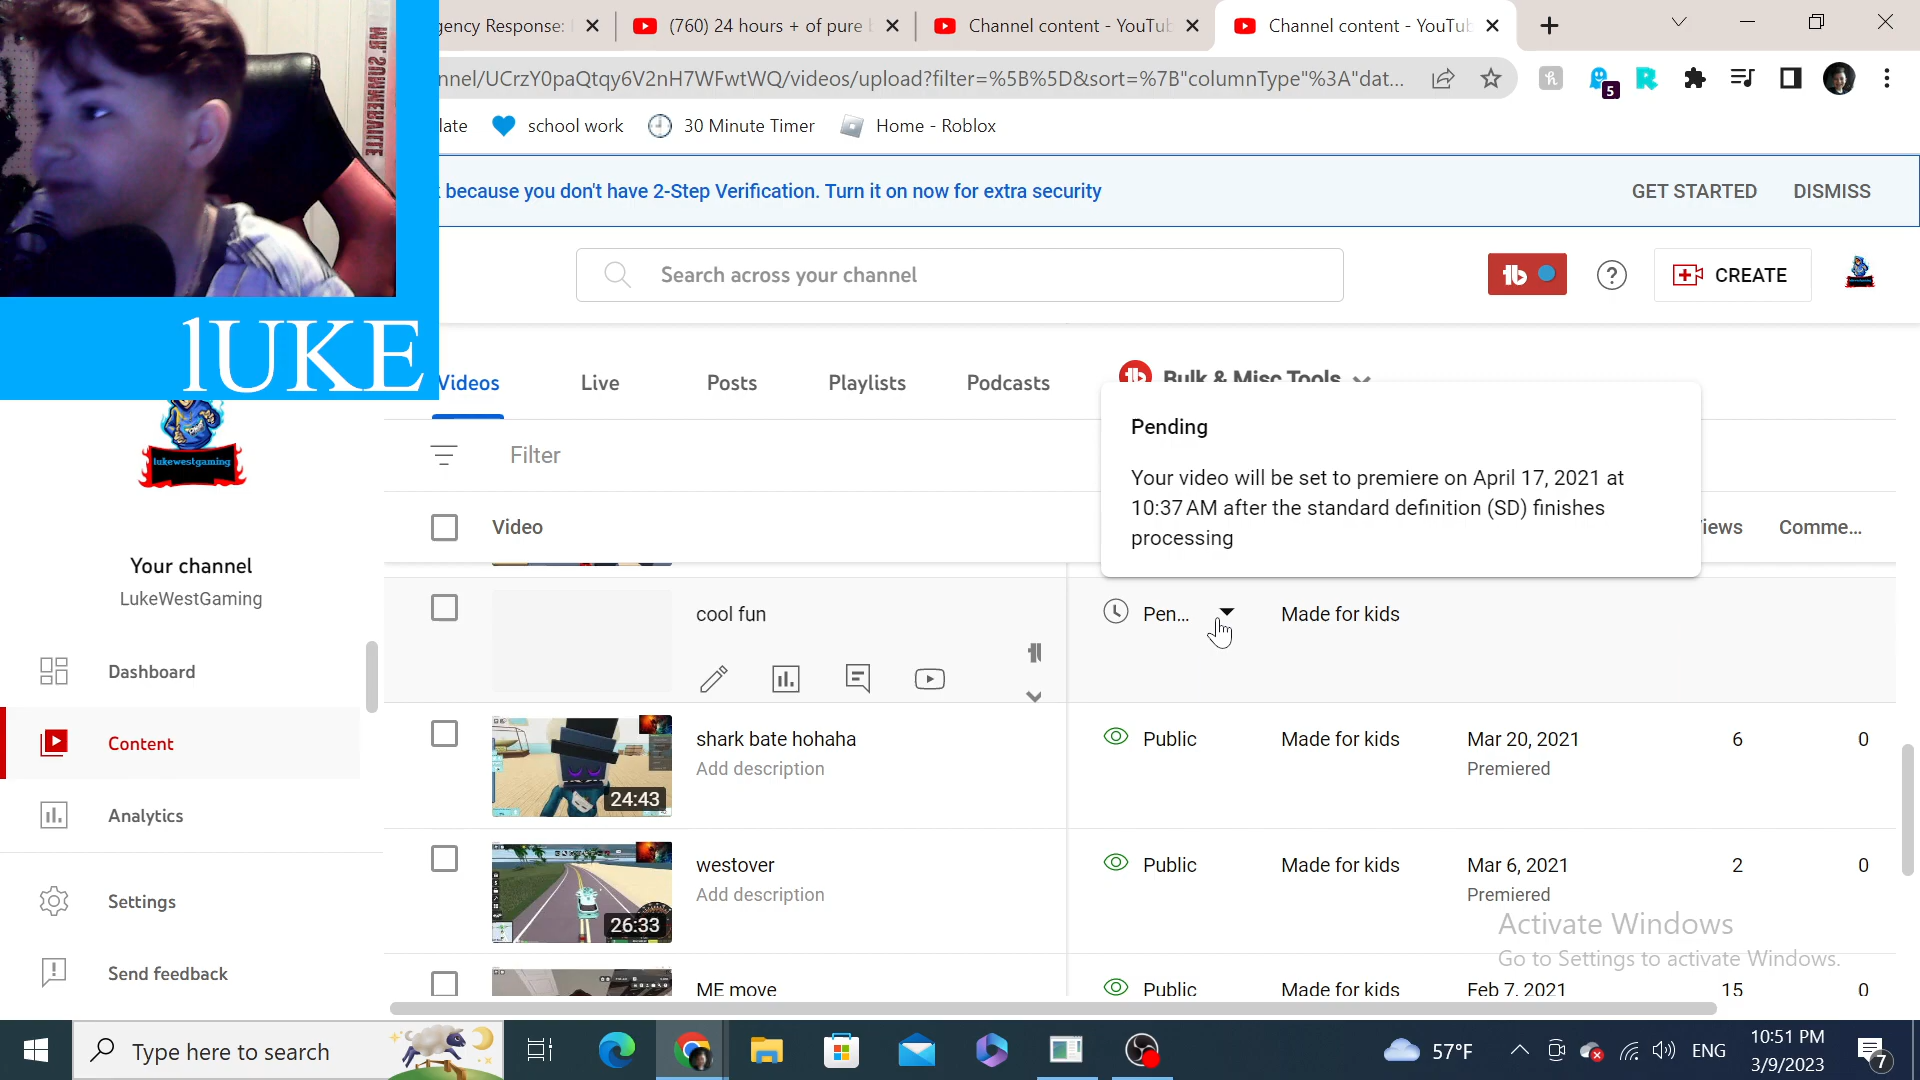 gency Response:
(760) 24 hours + of pure
Channel content - YouTub
Channel content - YouTub
nnel/UCrzY0paQtqy6V2nH7WFwtWQ/videos/upload?filter=%5B%5D&sort=%7B"columnType"%3A"dat...
5
late
school work
30 Minute Timer
Home - Roblox
because you don't have 2-Step Verification. Turn it on now for extra security
GET STARTED
DISMISS
Search across your channel
CREATE
lUKE
Videos
Live
Posts
Playlists
Podcasts
Bulk & Misc Tools
Pending
Your video will be set to premiere on April 17, 2021 at
10:37 AM after the standard definition (SD) finishes
processing
lukewestgaming
Filter
Video
iews
Comme...
Your channel
LukeWestGaming
cool fun
Pen...
Made for kids
Dashboard
Content
Analytics
Settings
Send feedback
shark bate hohaha
Add description
24:43
Public
Made for kids
Mar 20, 2021
Premiered
6
0
westover
Add description
26:33
Public
Made for kids
Mar 6, 2021
Premiered
2
0
ME move
Public
Made for kids
Feb 7, 2021
15
0
Activate Windows
Go to Settings to activate Windows.
Type here to search
57°F
ENG
10:51 PM
3/9/2023
7